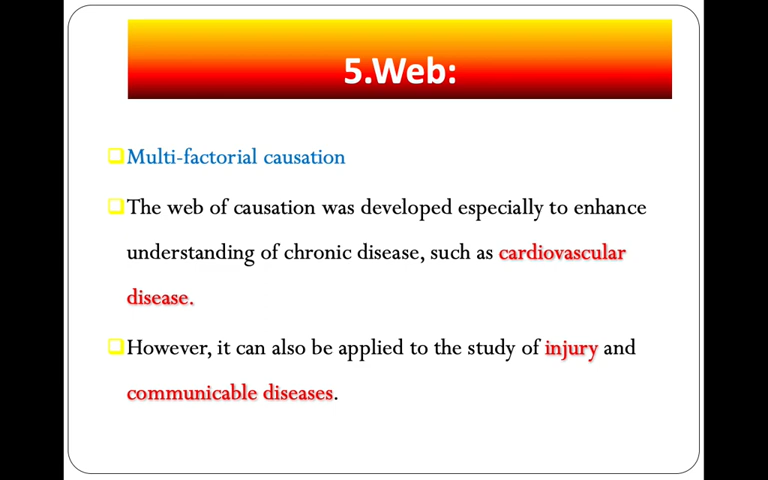 5.Web:
Multi-factorial causation
The web of causation was developed especially to enhance
understanding of chronic disease, such as cardiovascular
disease.
However, it can also be applied to the study of injury and
communicable diseases.